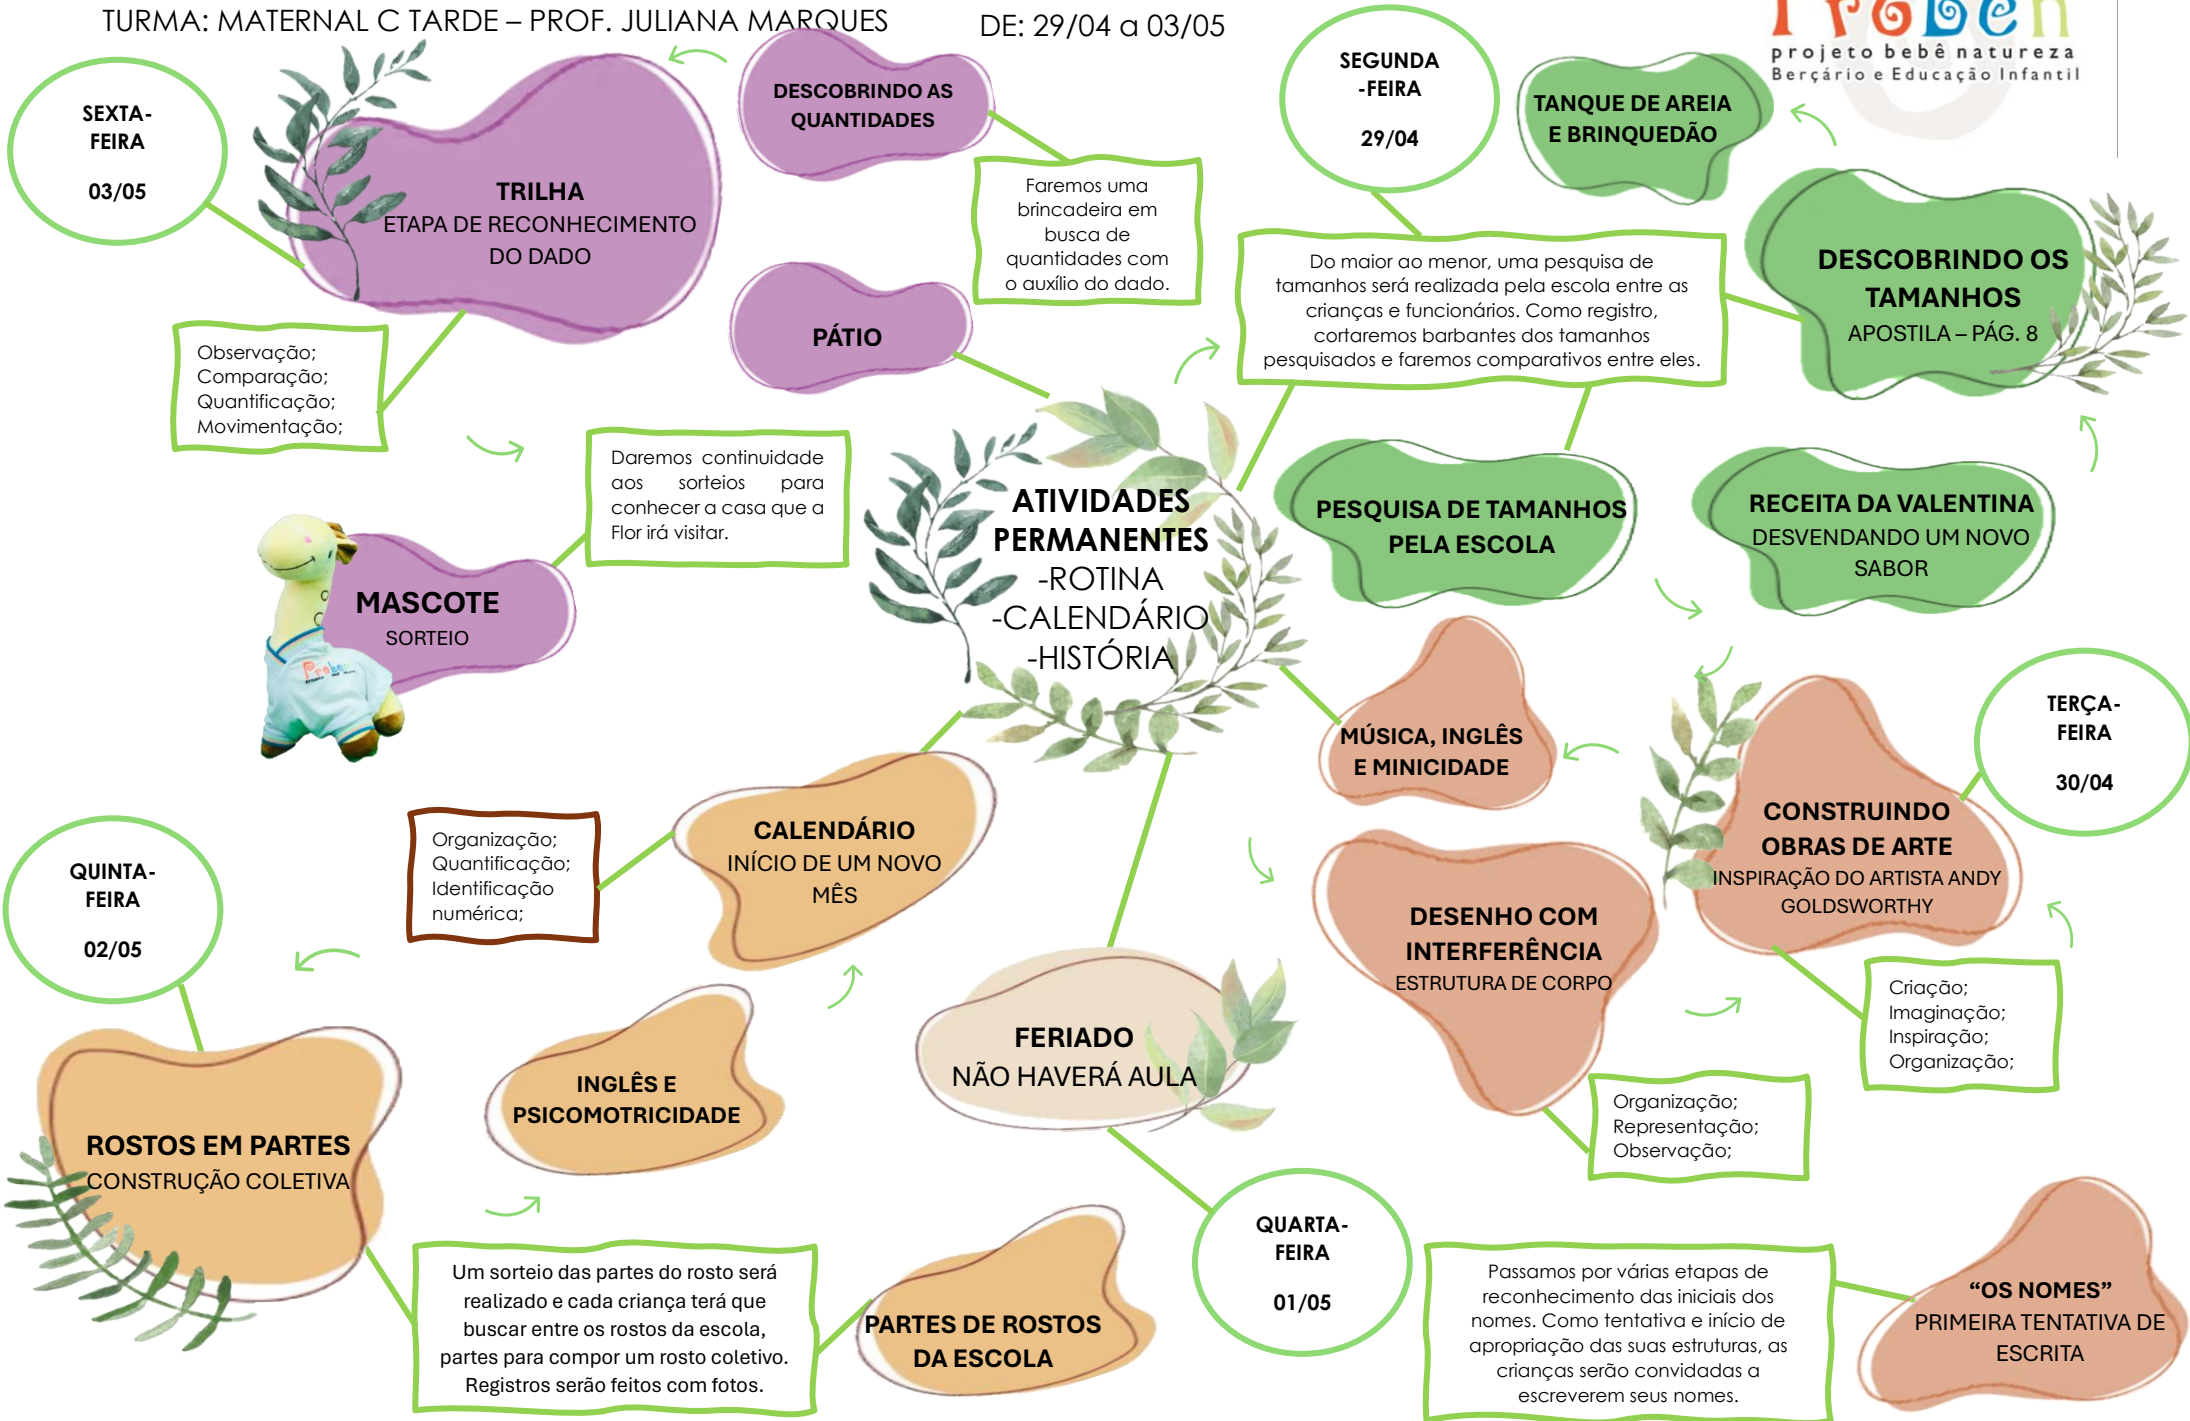 TURMA: MATERNAL C TARDE – PROF. JULIANA MARQUES
DE: 29/04 a 03/05
Proben
projeto bebê natureza
Berçário e Educação Infantil
SEGUNDA
-FEIRA
29/04
TANQUE DE AREIA
E BRINQUEDÃO
DESCOBRINDO OS
TAMANHOS
APOSTILA – PÁG. 8
Do maior ao menor, uma pesquisa de
tamanhos será realizada pela escola entre as
crianças e funcionários. Como registro,
cortaremos barbantes dos tamanhos
pesquisados e faremos comparativos entre eles.
PESQUISA DE TAMANHOS
PELA ESCOLA
RECEITA DA VALENTINA
DESVENDANDO UM NOVO
SABOR
SEXTA-
FEIRA
03/05
TRILHA
ETAPA DE RECONHECIMENTO
DO DADO
DESCOBRINDO AS
QUANTIDADES
Faremos uma
brincadeira em
busca de
quantidades com
o auxílio do dado.
PÁTIO
Observação;
Comparação;
Quantificação;
Movimentação;
Daremos continuidade
aos sorteios para
conhecer a casa que a
Flor irá visitar.
MASCOTE
SORTEIO
Proben
ATIVIDADES
PERMANENTES
-ROTINA
-CALENDÁRIO
-HISTÓRIA
MÚSICA, INGLÊS
E MINICIDADE
TERÇA-
FEIRA
30/04
CONSTRUINDO
OBRAS DE ARTE
INSPIRAÇÃO DO ARTISTA ANDY
GOLDSWORTHY
Criação;
Imaginação;
Inspiração;
Organização;
DESENHO COM
INTERFERÊNCIA
ESTRUTURA DE CORPO
Organização;
Representação;
Observação;
"OS NOMES"
PRIMEIRA TENTATIVA DE
ESCRITA
Passamos por várias etapas de
reconhecimento das iniciais dos
nomes. Como tentativa e início de
apropriação das suas estruturas, as
crianças serão convidadas a
escreverem seus nomes.
FERIADO
NÃO HAVERÁ AULA
QUARTA-
FEIRA
01/05
QUINTA-
FEIRA
02/05
CALENDÁRIO
INÍCIO DE UM NOVO
MÊS
Organização;
Quantificação;
Identificação
numérica;
INGLÊS E
PSICOMOTRICIDADE
ROSTOS EM PARTES
CONSTRUÇÃO COLETIVA
Um sorteio das partes do rosto será
realizado e cada criança terá que
buscar entre os rostos da escola,
partes para compor um rosto coletivo.
Registros serão feitos com fotos.
PARTES DE ROSTOS
DA ESCOLA